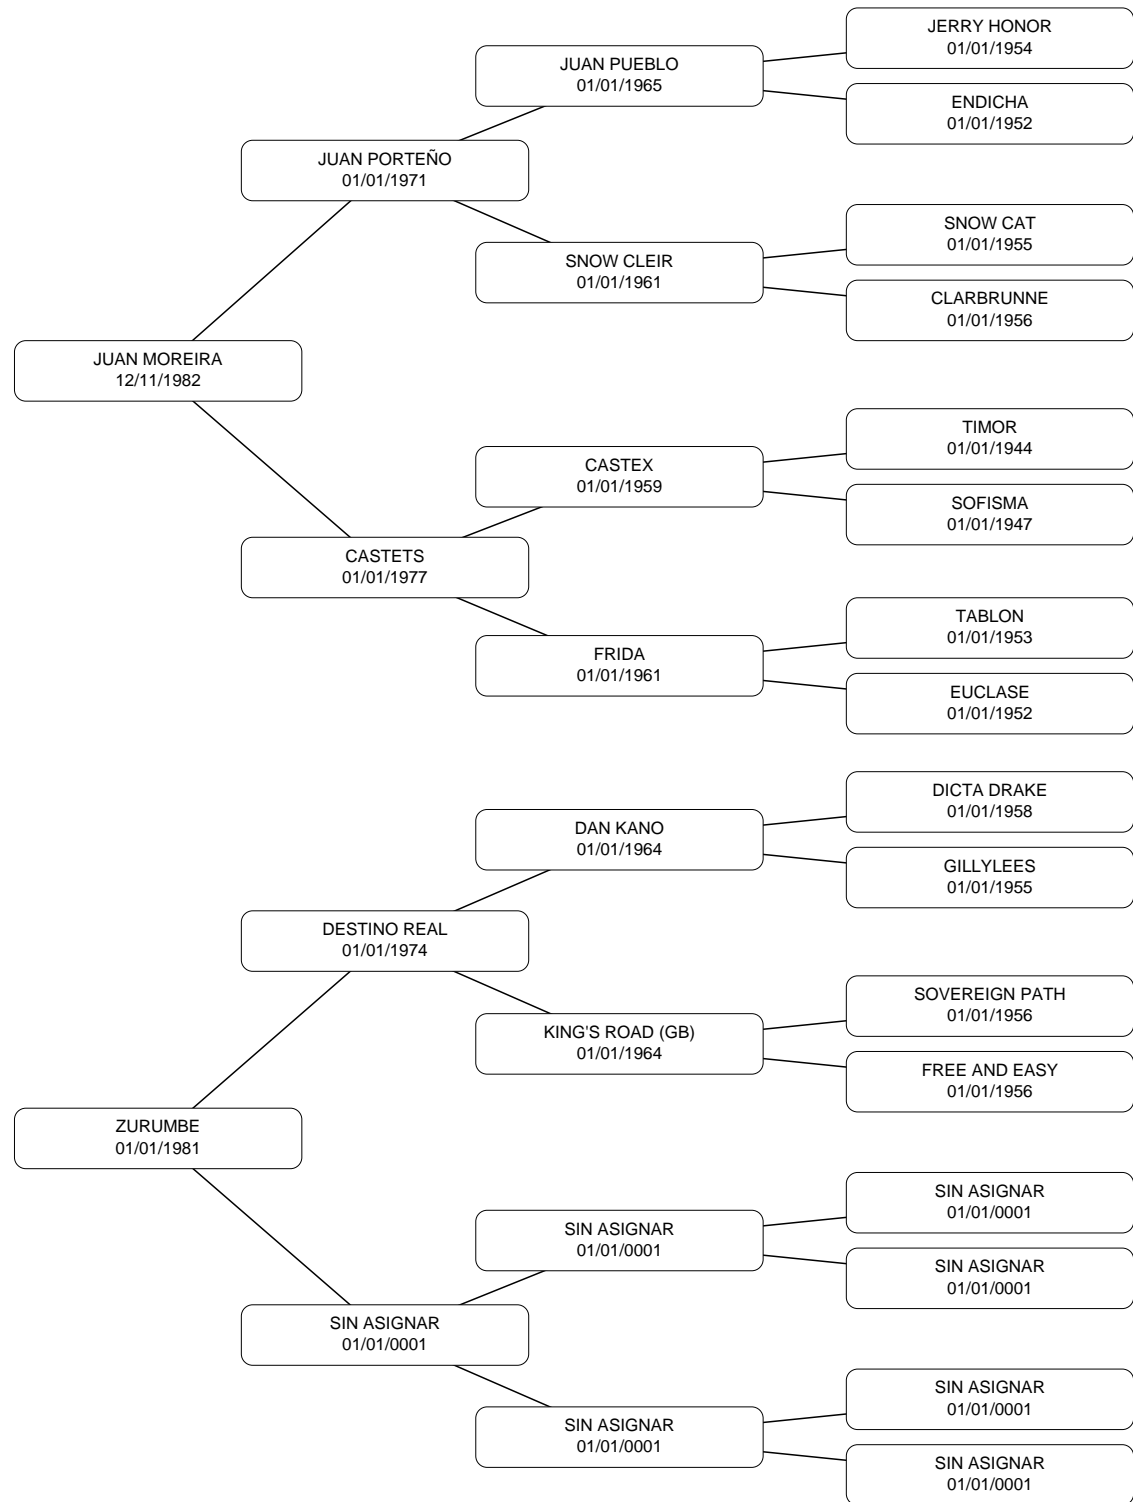 JERRY HONOR
01/01/1954
JUAN PUEBLO
01/01/1965
ENDICHA
01/01/1952
JUAN PORTEÑO
01/01/1971
SNOW CAT
01/01/1955
SNOW CLEIR
01/01/1961
CLARBRUNNE
01/01/1956
JUAN MOREIRA
12/11/1982
TIMOR
01/01/1944
CASTEX
01/01/1959
SOFISMA
01/01/1947
CASTETS
01/01/1977
TABLON
01/01/1953
FRIDA
01/01/1961
EUCLASE
01/01/1952
DICTA DRAKE
01/01/1958
DAN KANO
01/01/1964
GILLYLEES
01/01/1955
DESTINO REAL
01/01/1974
SOVEREIGN PATH
01/01/1956
KING'S ROAD (GB)
01/01/1964
FREE AND EASY
01/01/1956
ZURUMBE
01/01/1981
SIN ASIGNAR
01/01/0001
SIN ASIGNAR
01/01/0001
SIN ASIGNAR
01/01/0001
SIN ASIGNAR
01/01/0001
SIN ASIGNAR
01/01/0001
SIN ASIGNAR
01/01/0001
SIN ASIGNAR
01/01/0001